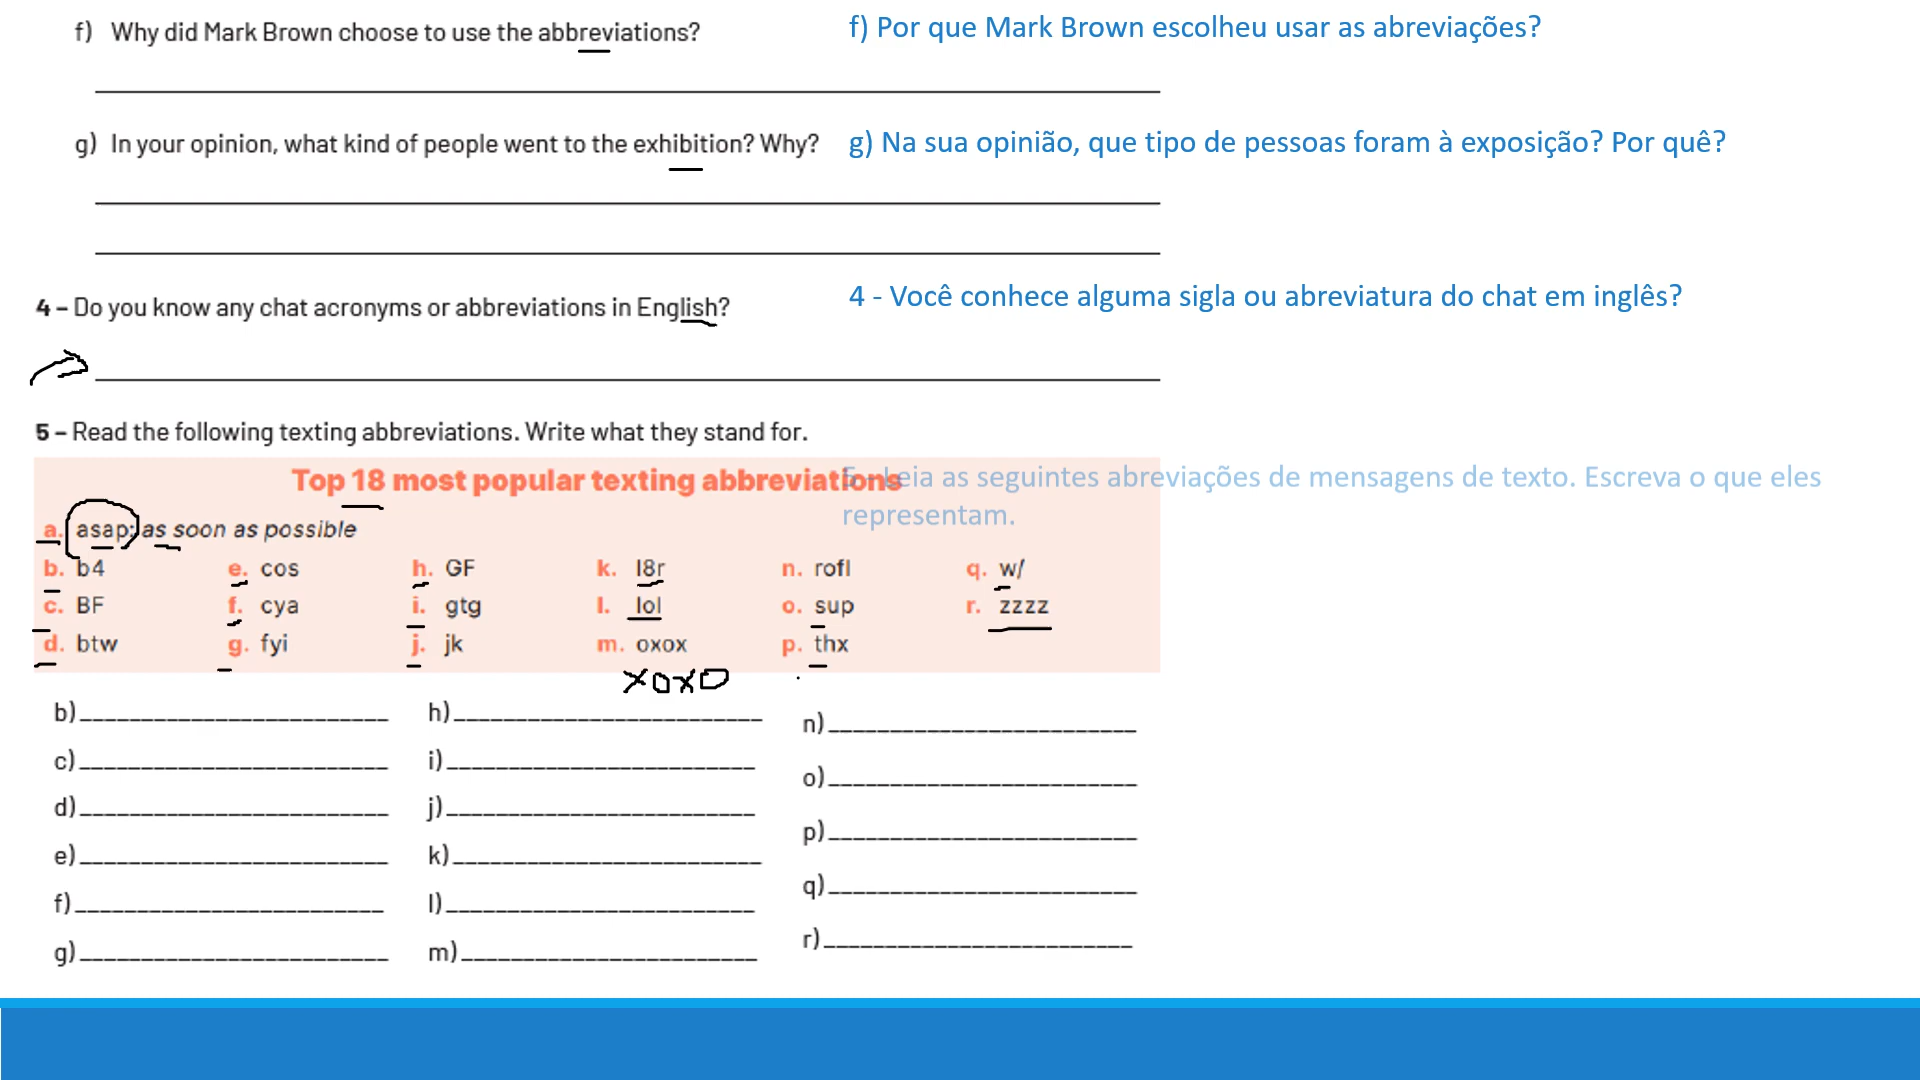 f) Why did Mark Brown choose to use the abbreviations?
f) Por que Mark Brown escolheu usar as abreviações?
g) In your opinion, what kind of people went to the exhibition? Why?
g) Na sua opinião, que tipo de pessoas foram à exposição? Por quê?
4 – Do you know any chat acronyms or abbreviations in English?
4 - Você conhece alguma sigla ou abreviatura do chat em inglês?
5 – Read the following texting abbreviations. Write what they stand for.
Top 18 most popular texting abbreviations
5 - Leia as seguintes abreviações de mensagens de texto. Escreva o que eles
representam.
a. asap: as soon as possible
b. b4 e. cos h. GF k. l8r n. rofl q. w/
c. BF f. cya i. gtg l. lol o. sup r. zzzz
d. btw g. fyi j. jk m. oxox p. thx
XOXO
b) h) n)
c) i) o)
d) j) p)
e) k) q)
f) l) r)
g) m)